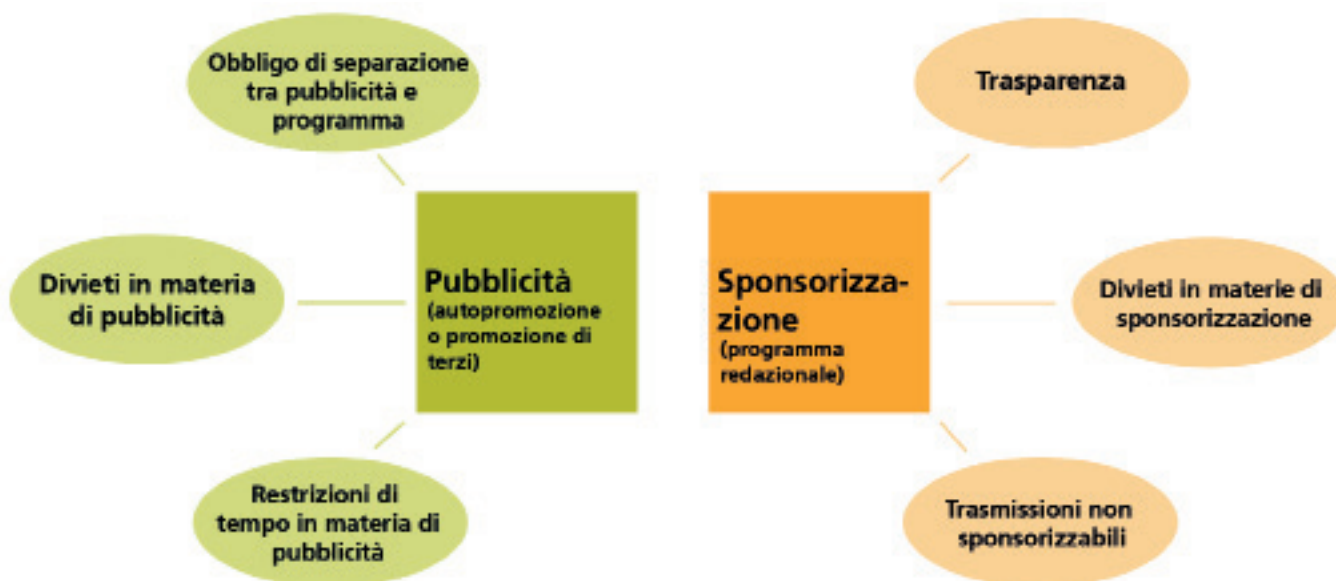 Obbligo di separazione
tra pubblicità e
programma
Trasparenza
Divieti in materia
di pubblicità
Pubblicità
(autopromozione
o promozione di
terzi)
Sponsorizza-
zione
(programma
redazionale)
Divieti in materie di
sponsorizzazione
Restrizioni di
tempo in materia di
pubblicità
Trasmissioni non
sponsorizzabili